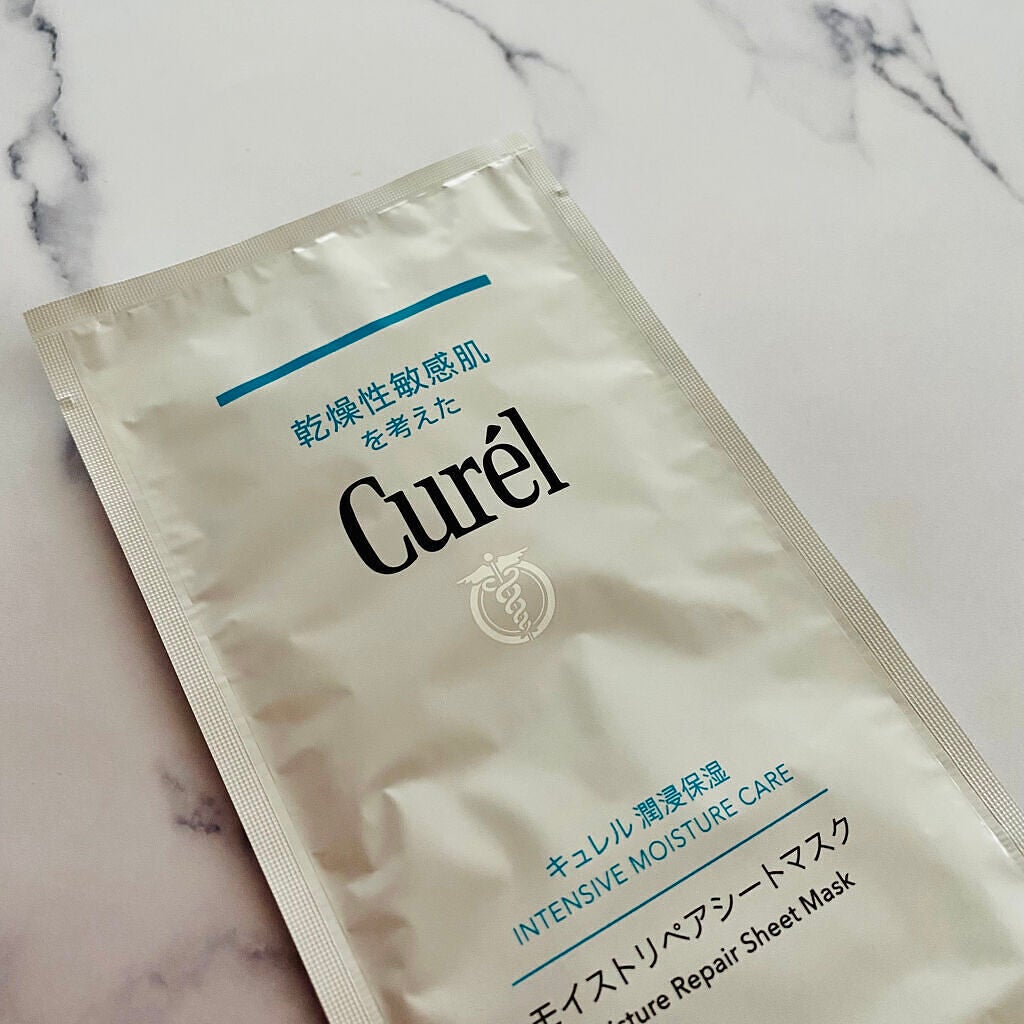 乾燥性敏感肌
を考えた
Curél
キュレル 潤浸保湿
INTENSIVE MOISTURE CARE
モイストリペアシートマスク
Repair Sheet Mask